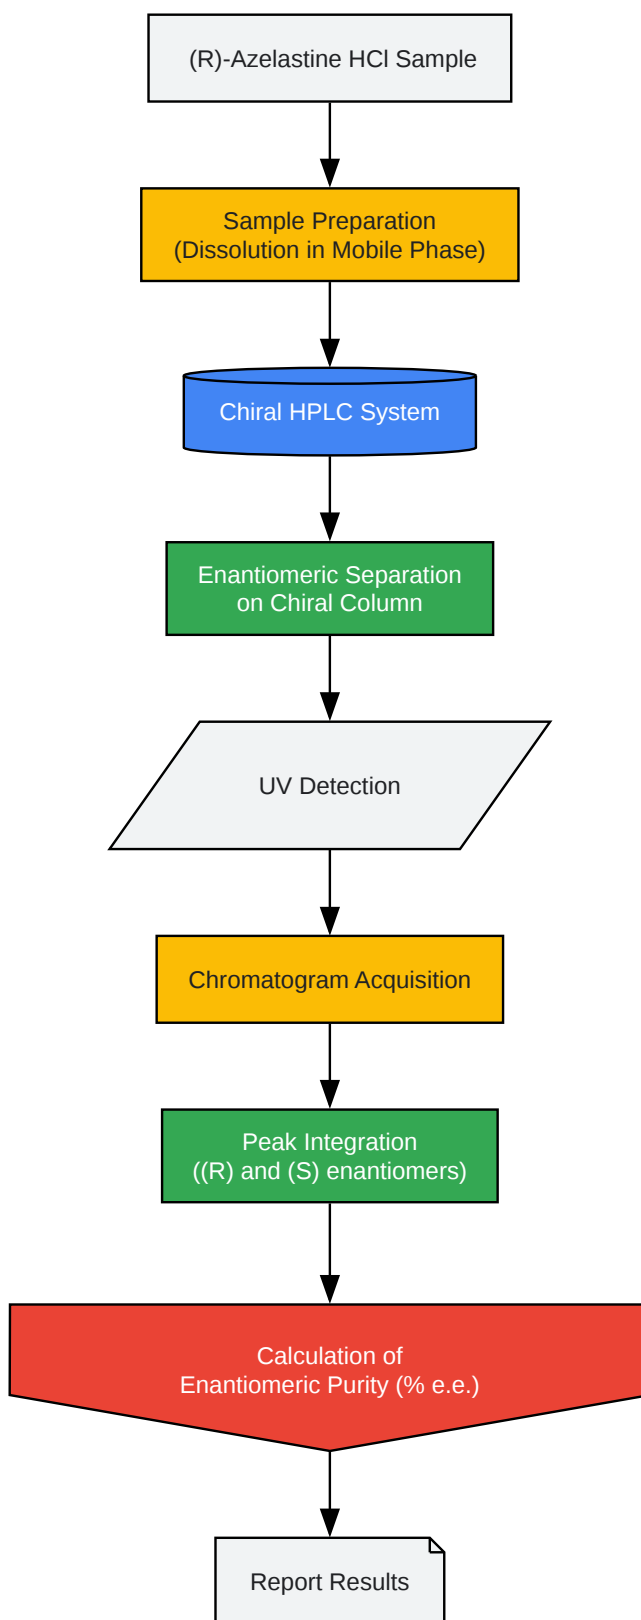 (R)-Azelastine HCl Sample
Sample Preparation
(Dissolution in Mobile Phase)
Chiral HPLC System
Enantiomeric Separation
on Chiral Column
UV Detection
Chromatogram Acquisition
Peak Integration
((R) and (S) enantiomers)
Calculation of
Enantiomeric Purity (% e.e.)
Report Results